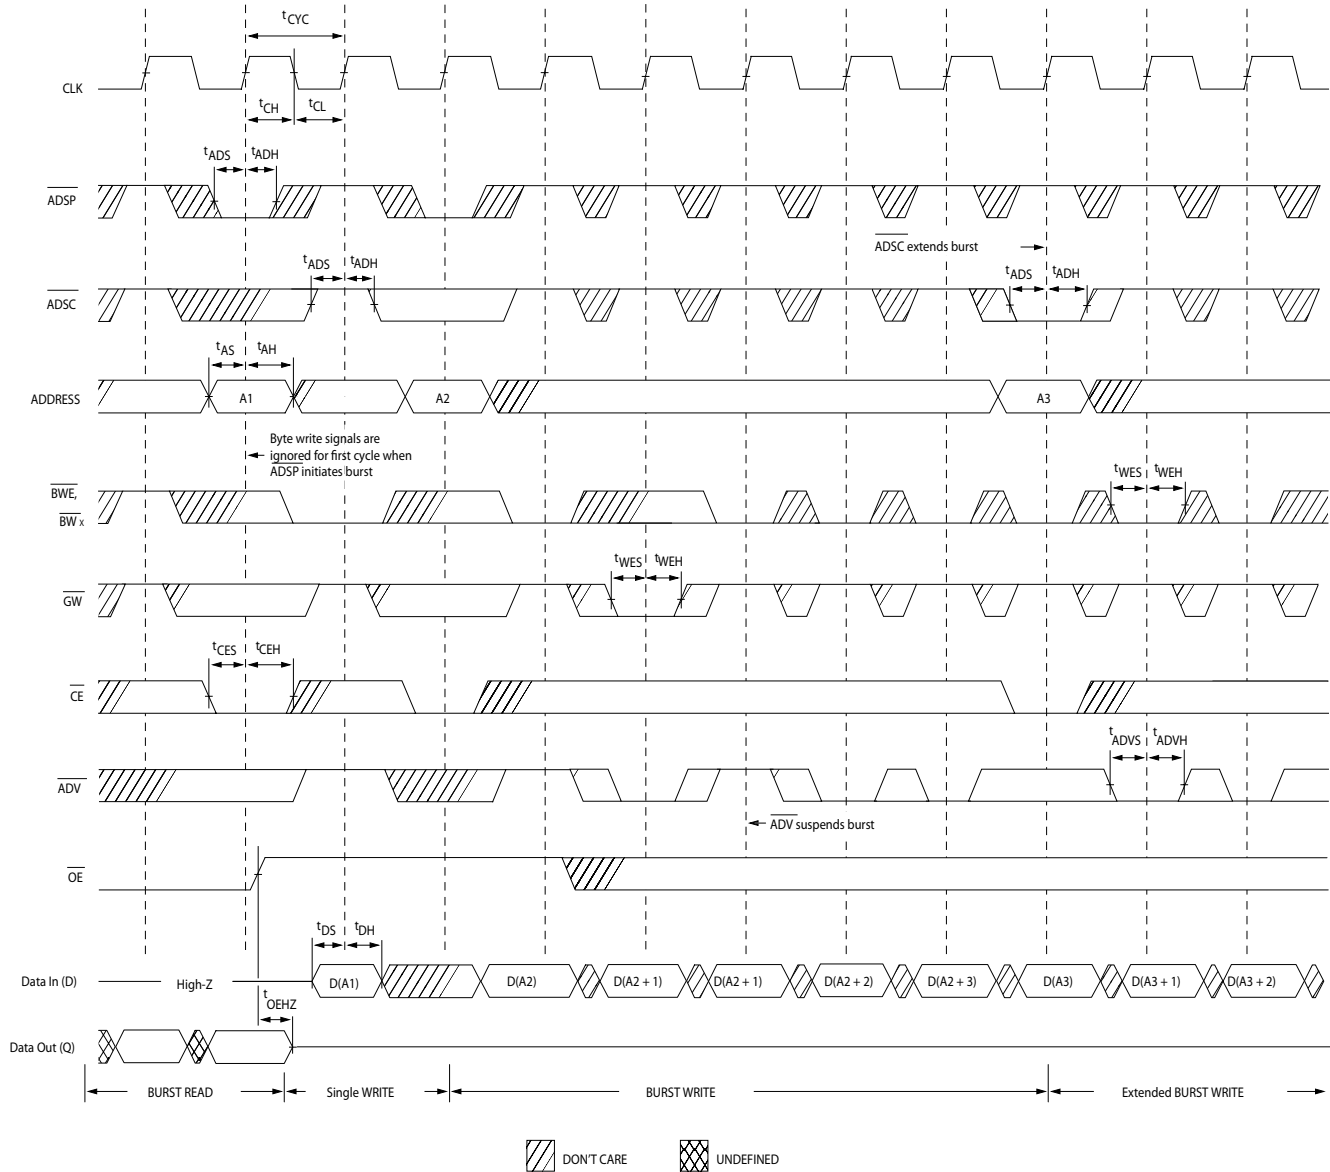 tCYC
CLK
tCH
tCL
tADS
tADH
ADSP
ADSC extends burst
tADS
tADH
tADS
tADH
ADSC
tAS
tAH
ADDRESS
A1
A2
A3
Byte write signals are
ignored for first cycle when
ADSP initiates burst
tWES
tWEH
BWE,
BW X
tWES
tWEH
GW
tCES
tCEH
CE
tADVS
tADVH
ADV
ADV suspends burst
OE
tDS
tDH
Data In (D)
High-Z
D(A1)
D(A2)
D(A2 + 1)
D(A2 + 1)
D(A2 + 2)
D(A2 + 3)
D(A3)
D(A3 + 1)
D(A3 + 2)
tOEHZ
Data Out (Q)
BURST READ
Single WRITE
BURST WRITE
Extended BURST WRITE
DON'T CARE
UNDEFINED